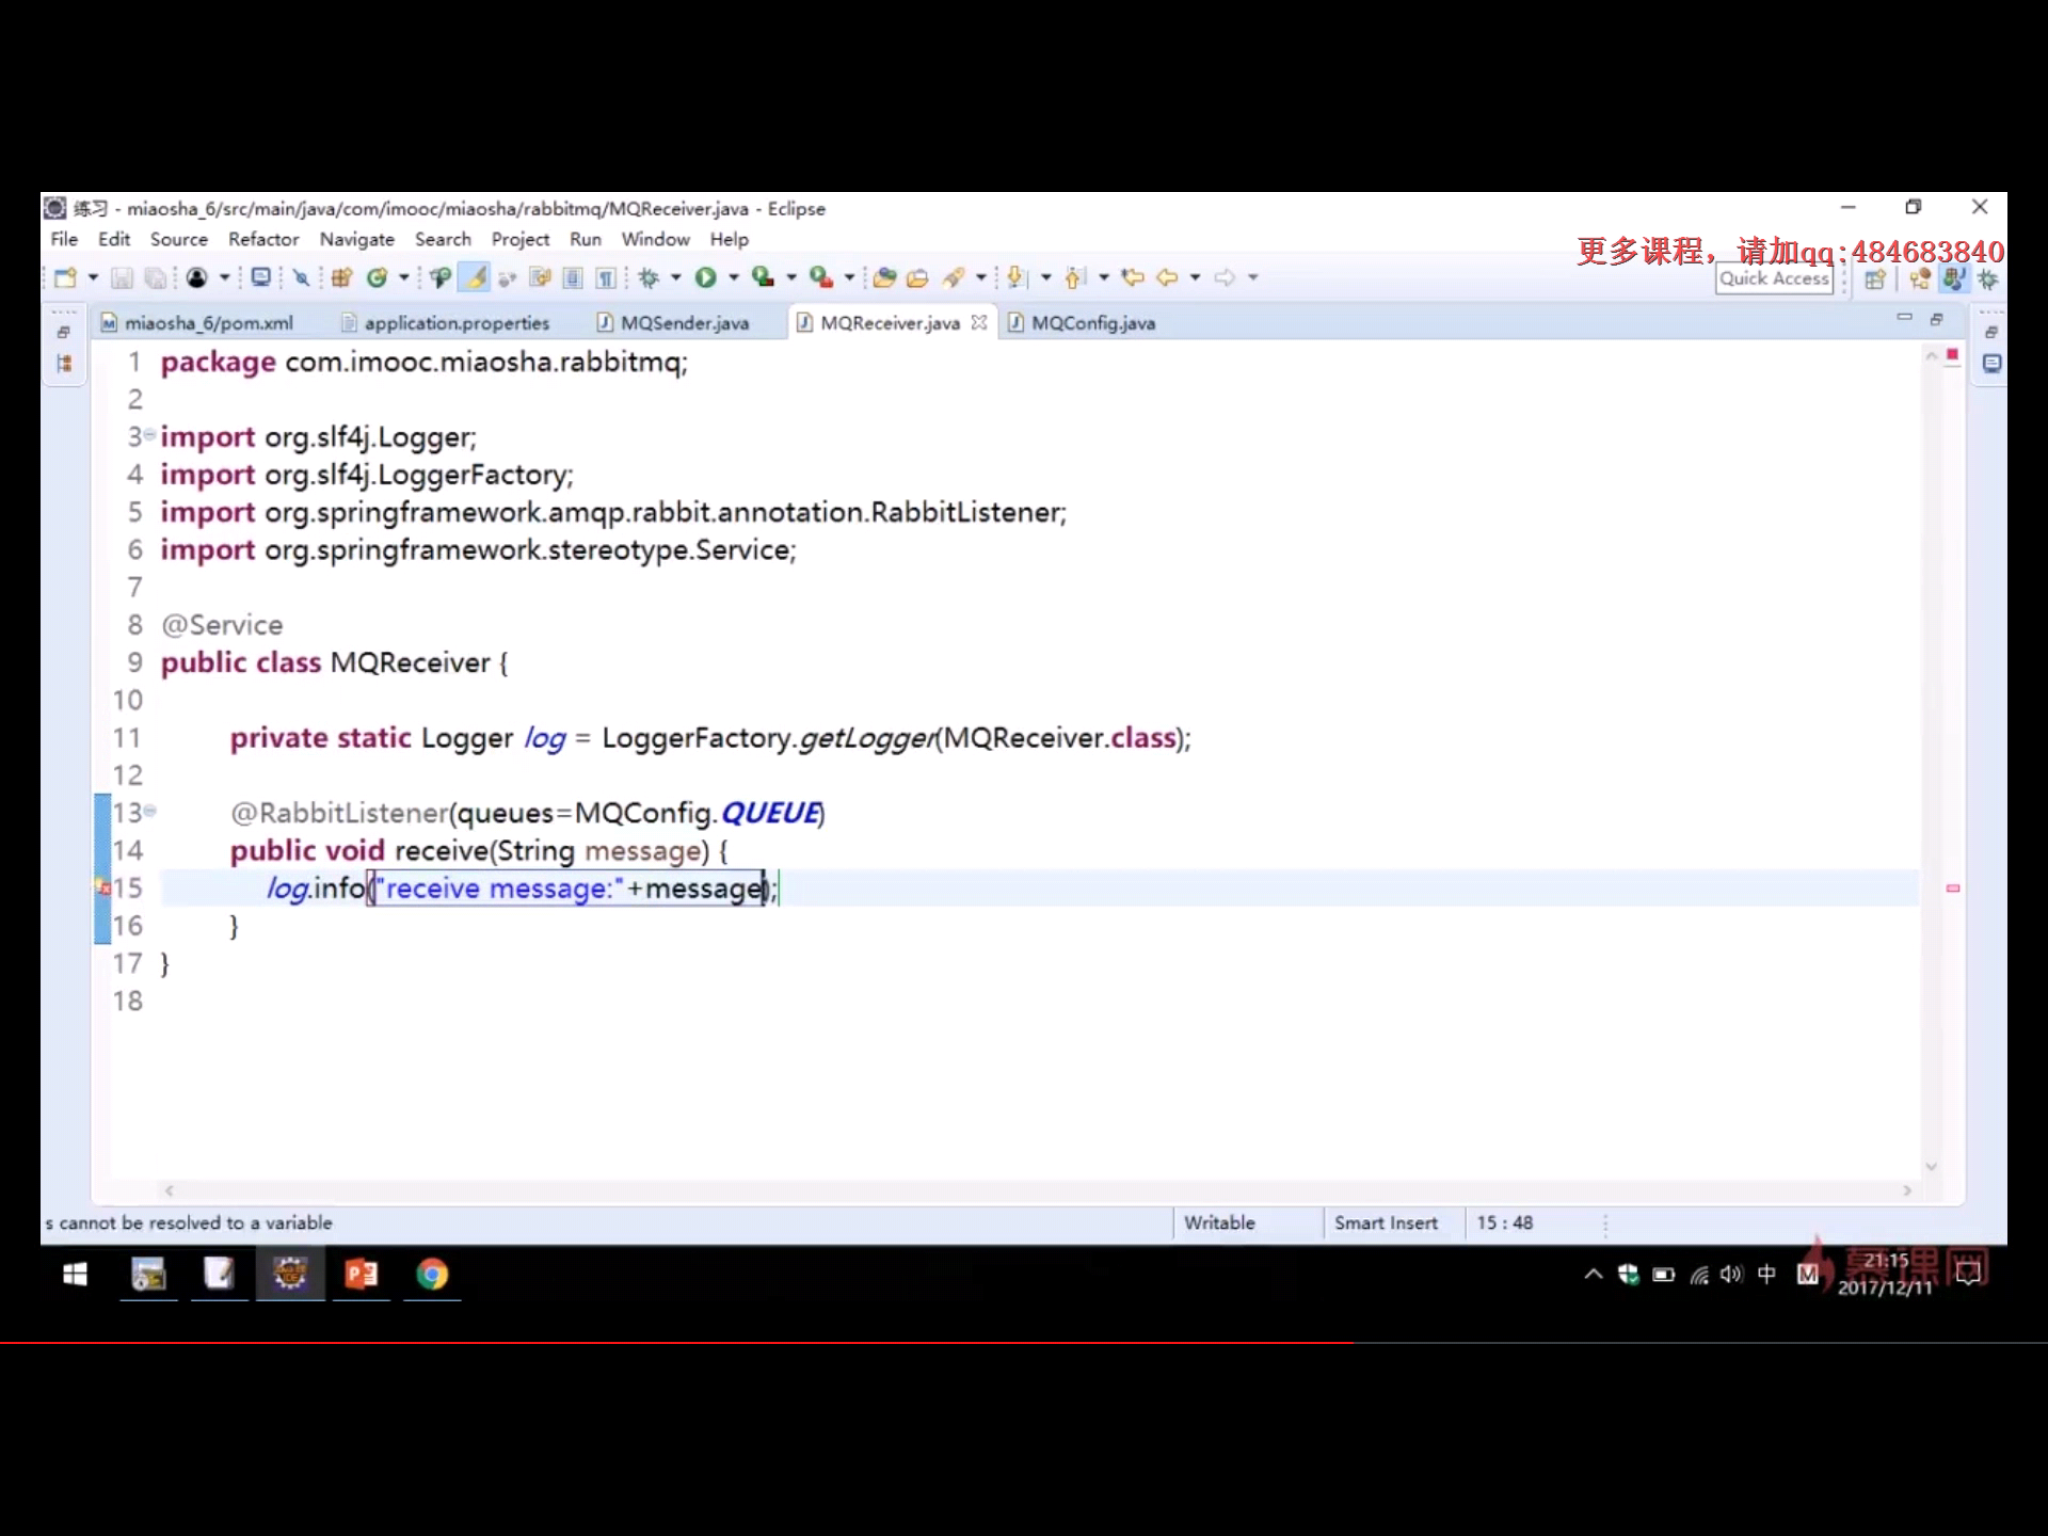 练习 - miaosha_6/src/main/java/com/imooc/miaosha/rabbitmq/MQReceiver.java - Eclipse
File Edit Source Refactor Navigate Search Project Run Window Help
更多课程，请加qq:484683840
Quick Access
miaosha_6/pom.xml application.properties MQSender.java MQReceiver.java MQConfig.java
1 package com.imooc.miaosha.rabbitmq;
2
3 import org.slf4j.Logger;
4 import org.slf4j.LoggerFactory;
5 import org.springframework.amqp.rabbit.annotation.RabbitListener;
6 import org.springframework.stereotype.Service;
7
8 @Service
9 public class MQReceiver {
10
11 private static Logger log = LoggerFactory.getLogger(MQReceiver.class);
12
13 @RabbitListener(queues=MQConfig.QUEUE)
14 public void receive(String message) {
15 log.info("receive message:"+message);
16 }
17 }
18
s cannot be resolved to a variable Writable Smart Insert 15 : 48
中 M 慕课网 21:15
2017/12/11